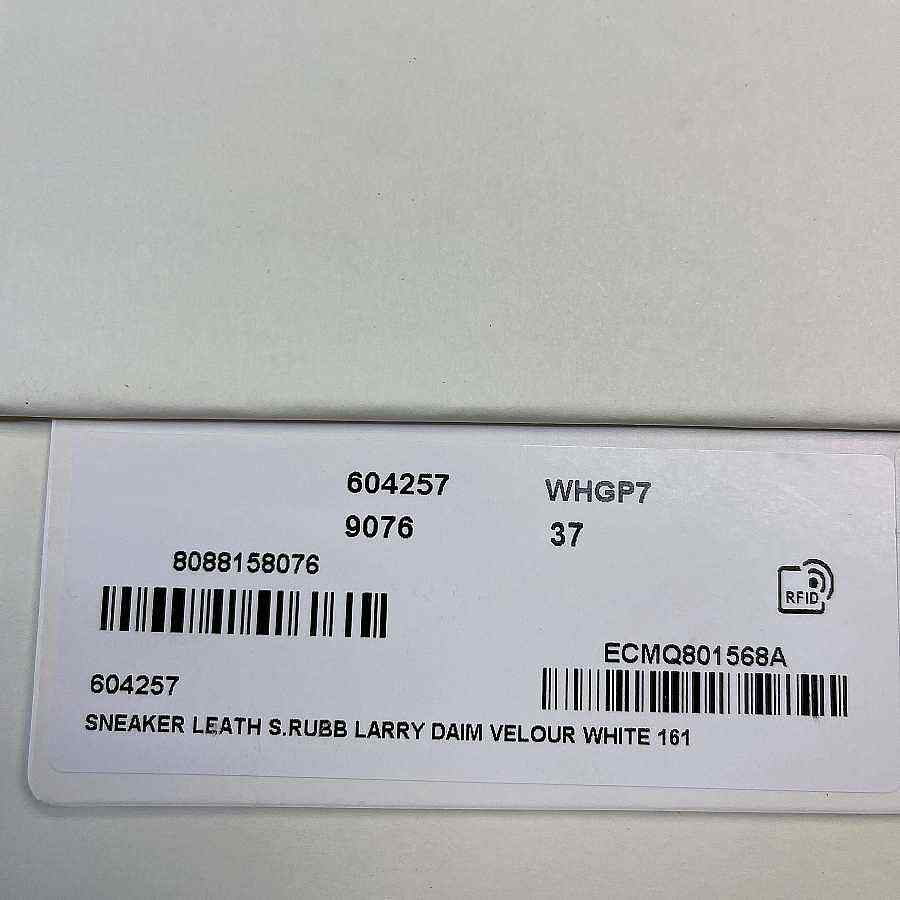 604257 WHGP7
9076 37
8088158076
RFID
ECMQ801568A
604257
SNEAKER LEATH S.RUBB LARRY DAIM VELOUR WHITE 161